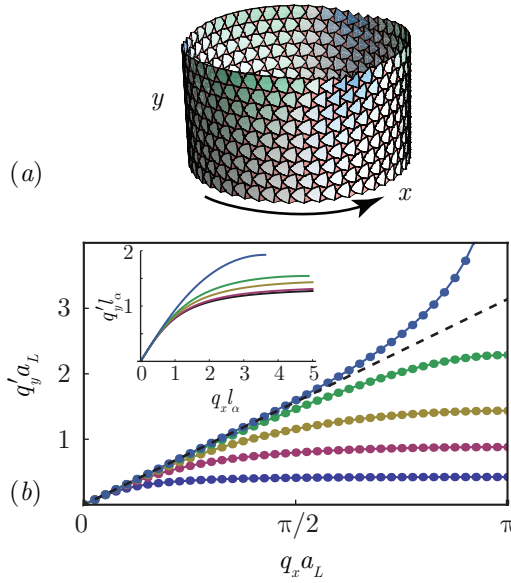 y
(a)
x
2
1
0
0 1 2 3 4 5
q'_y l_α
q_x l_α
3
2
1
q'_y a_L
(b)
0 π/2 π
q_x a_L